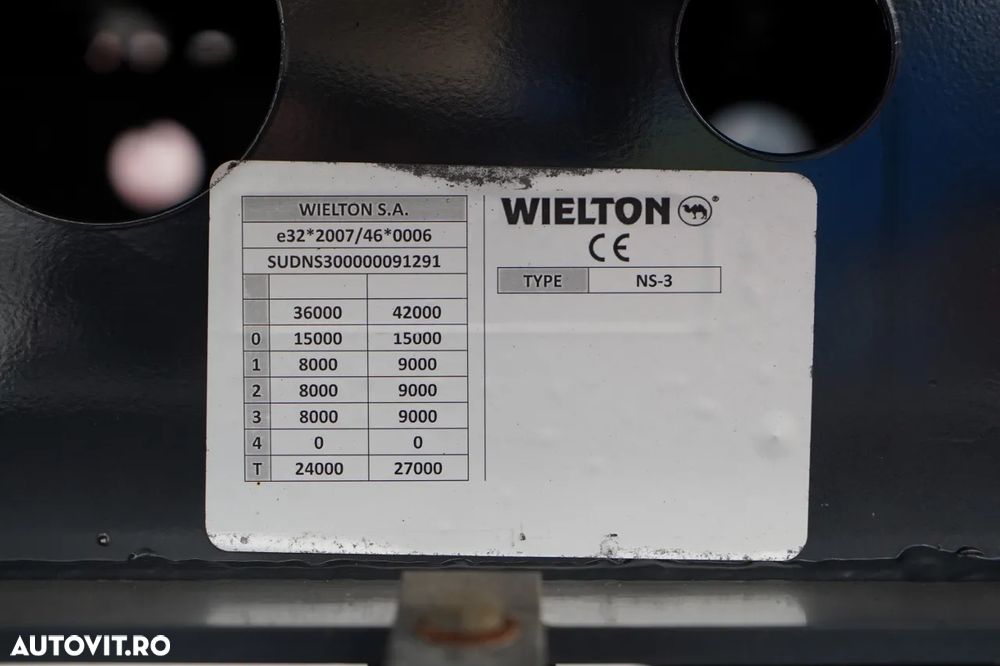 WIELTON S.A.
e32*2007/46*0006
SUDNS300000091291
36000 42000
0 15000 15000
1 8000 9000
2 8000 9000
3 8000 9000
4 0 0
T 24000 27000
WIELTON®
CE
TYPE NS-3
AUTOVIT.RO